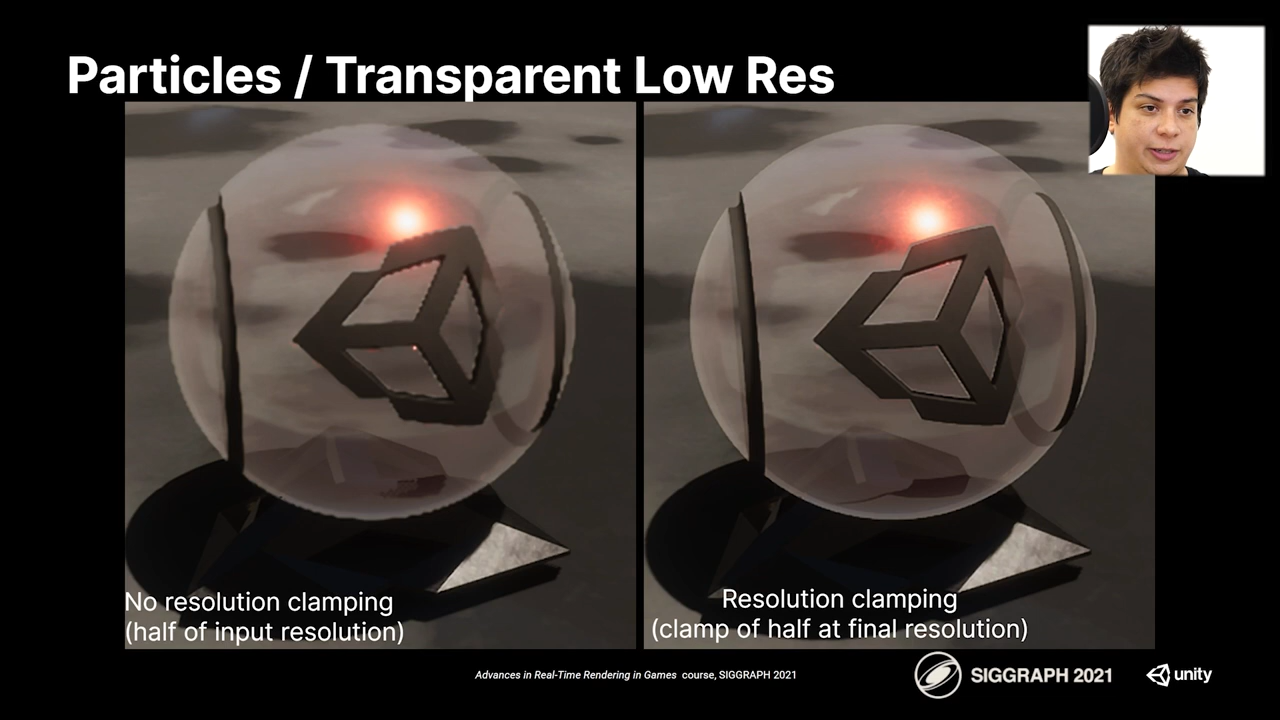 Particles / Transparent Low Res
No resolution clamping
(half of input resolution)
Resolution clamping
(clamp of half at final resolution)
Advances in Real-Time Rendering in Games course, SIGGRAPH 2021
SIGGRAPH 2021
unity